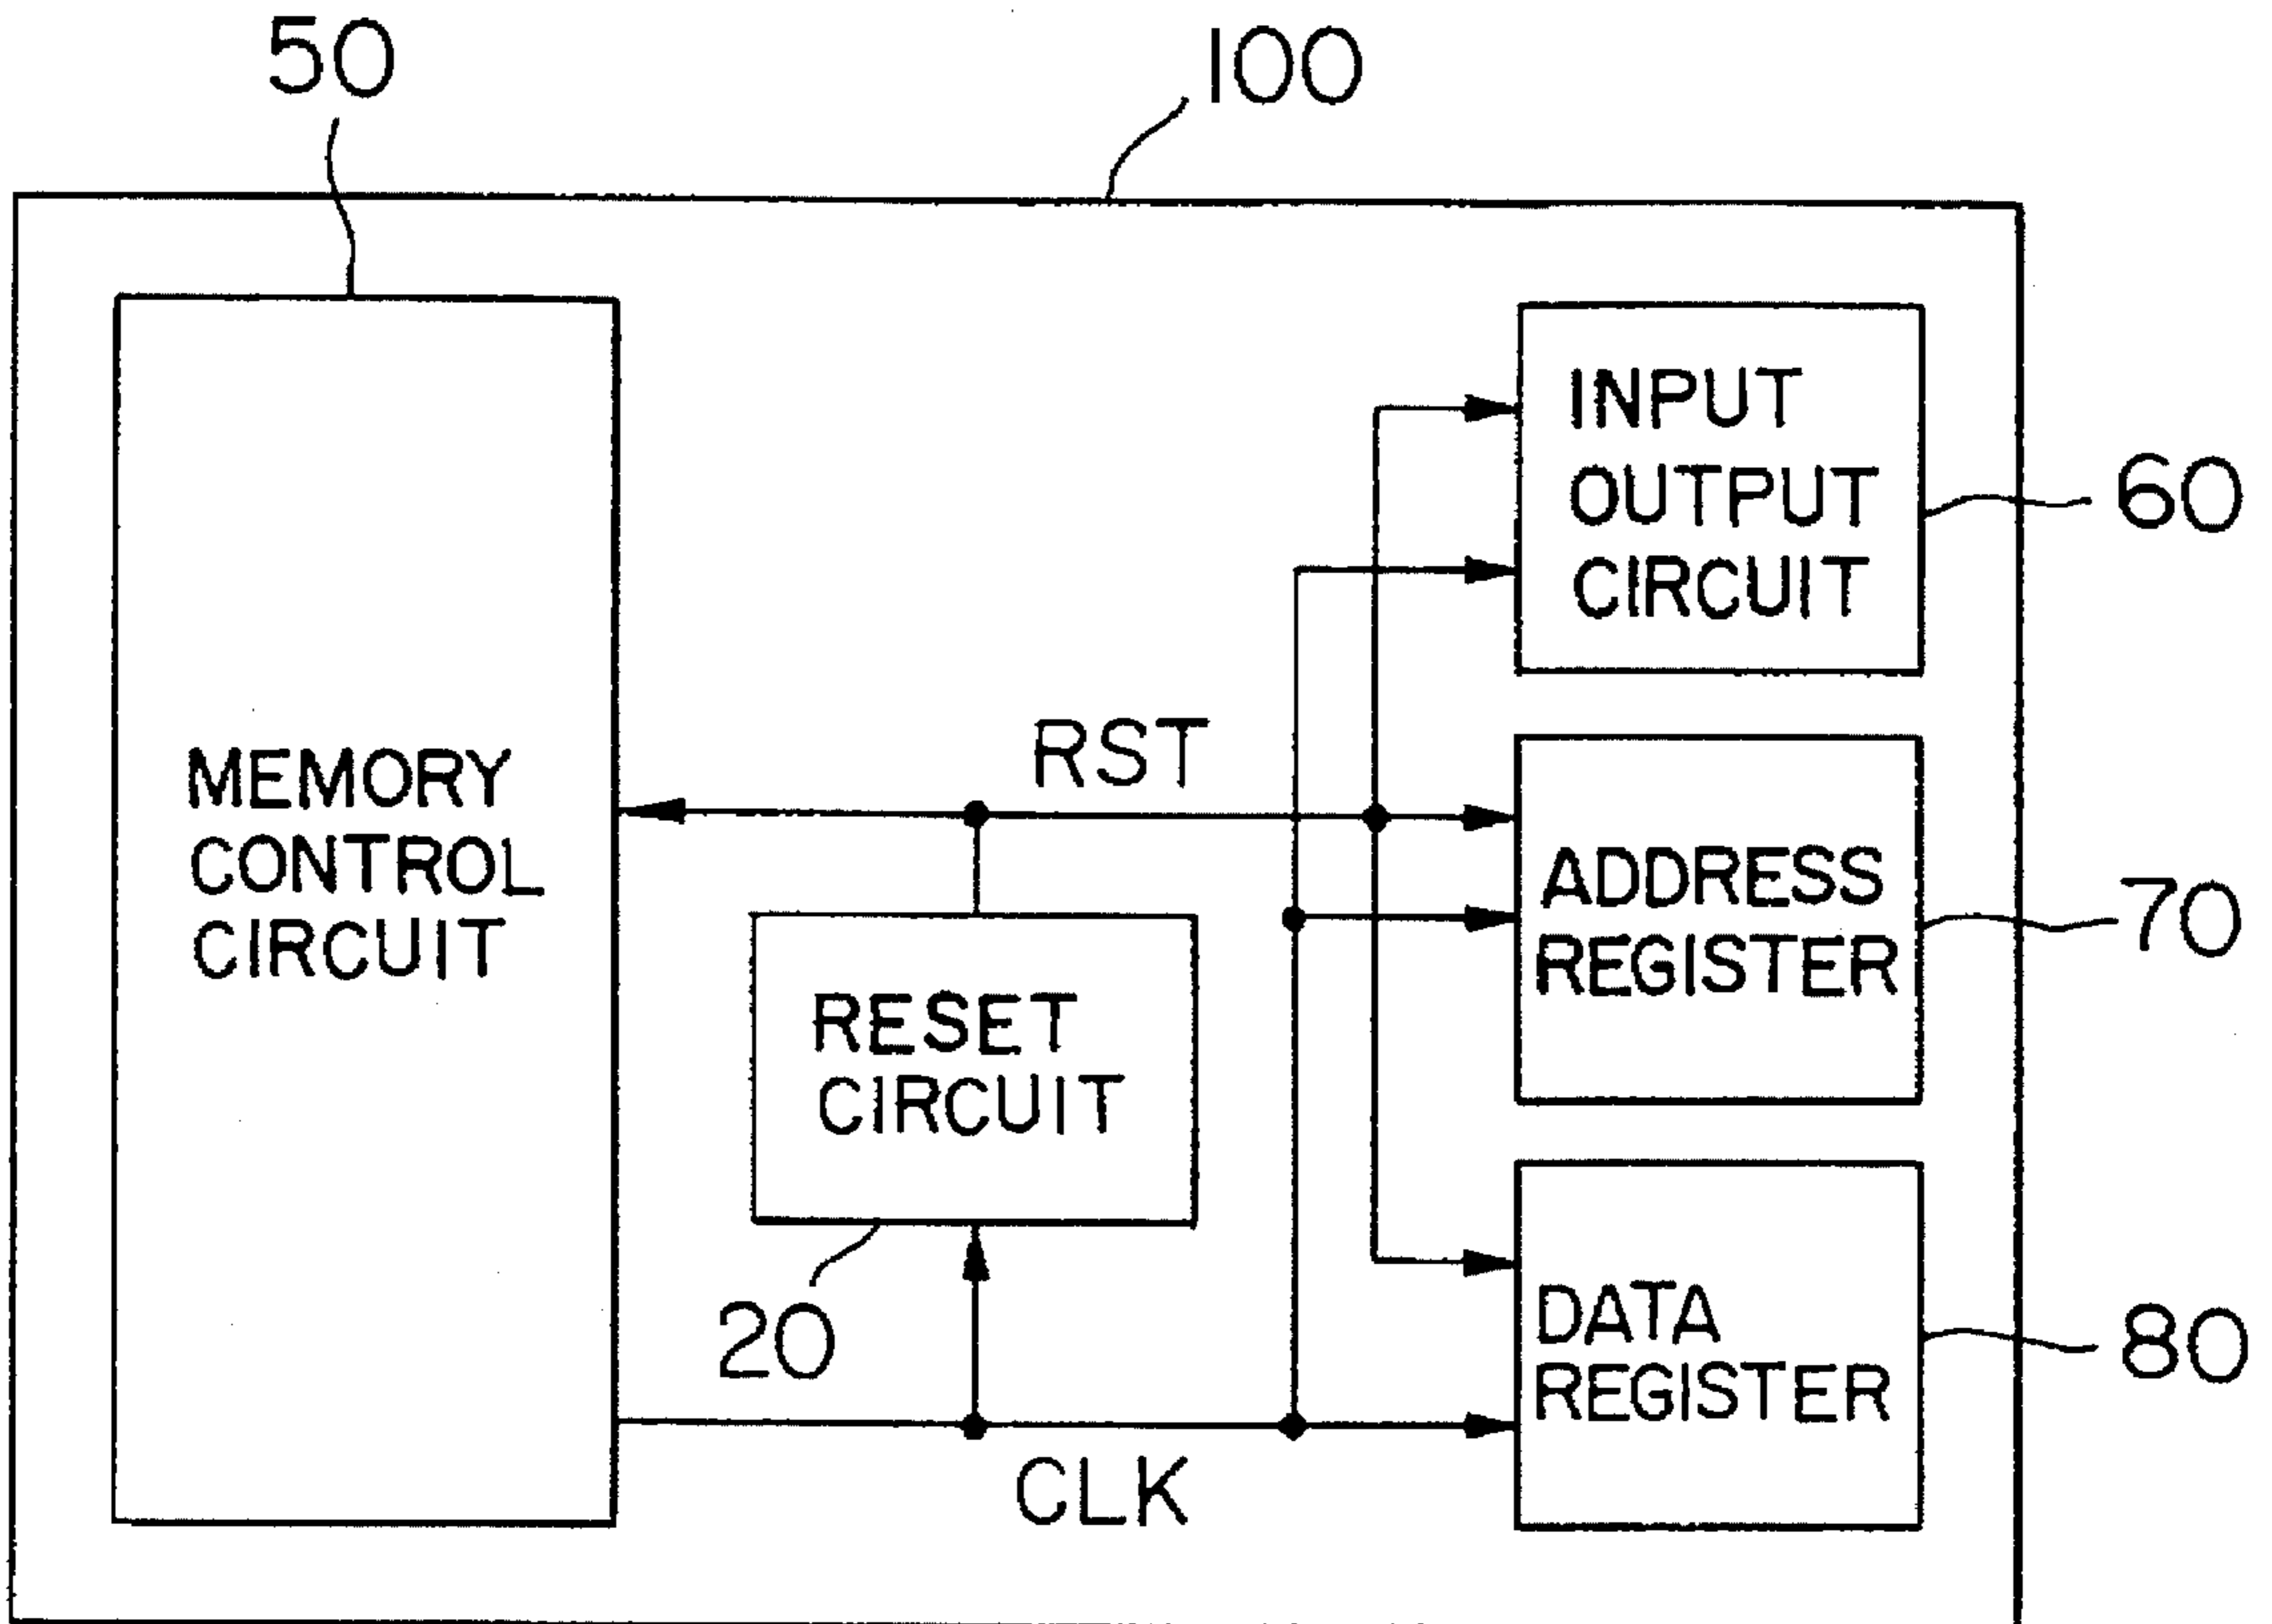 50
100
INPUT
OUTPUT
CIRCUIT
60
MEMORY
CONTROL
CIRCUIT
RST
ADDRESS
REGISTER
70
RESET
CIRCUIT
20
DATA
REGISTER
80
CLK